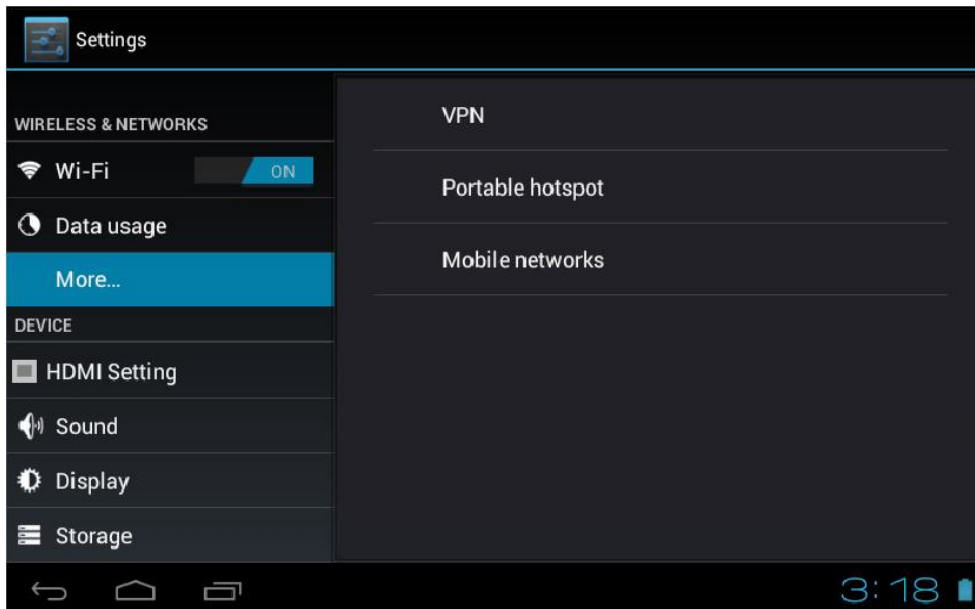 Settings
WIRELESS & NETWORKS
Wi-Fi ON
Data usage
More...
DEVICE
HDMI Setting
Sound
Display
Storage
VPN
Portable hotspot
Mobile networks
3:18